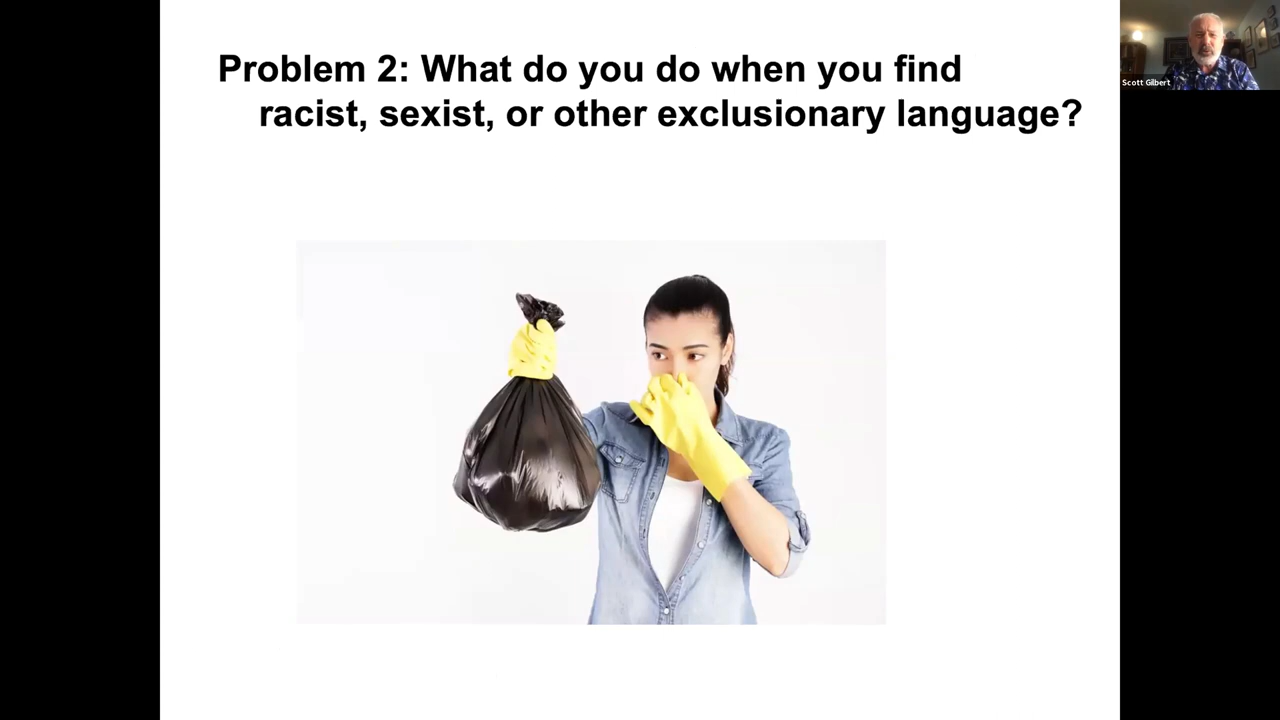 Problem 2: What do you do when you find
racist, sexist, or other exclusionary language?
Scott Gilbert